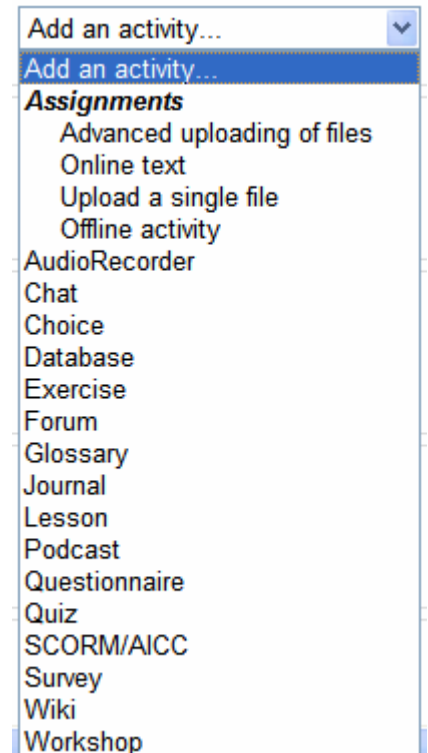 Add an activity...
Add an activity...
Assignments
Advanced uploading of files
Online text
Upload a single file
Offline activity
AudioRecorder
Chat
Choice
Database
Exercise
Forum
Glossary
Journal
Lesson
Podcast
Questionnaire
Quiz
SCORM/AICC
Survey
Wiki
Workshop